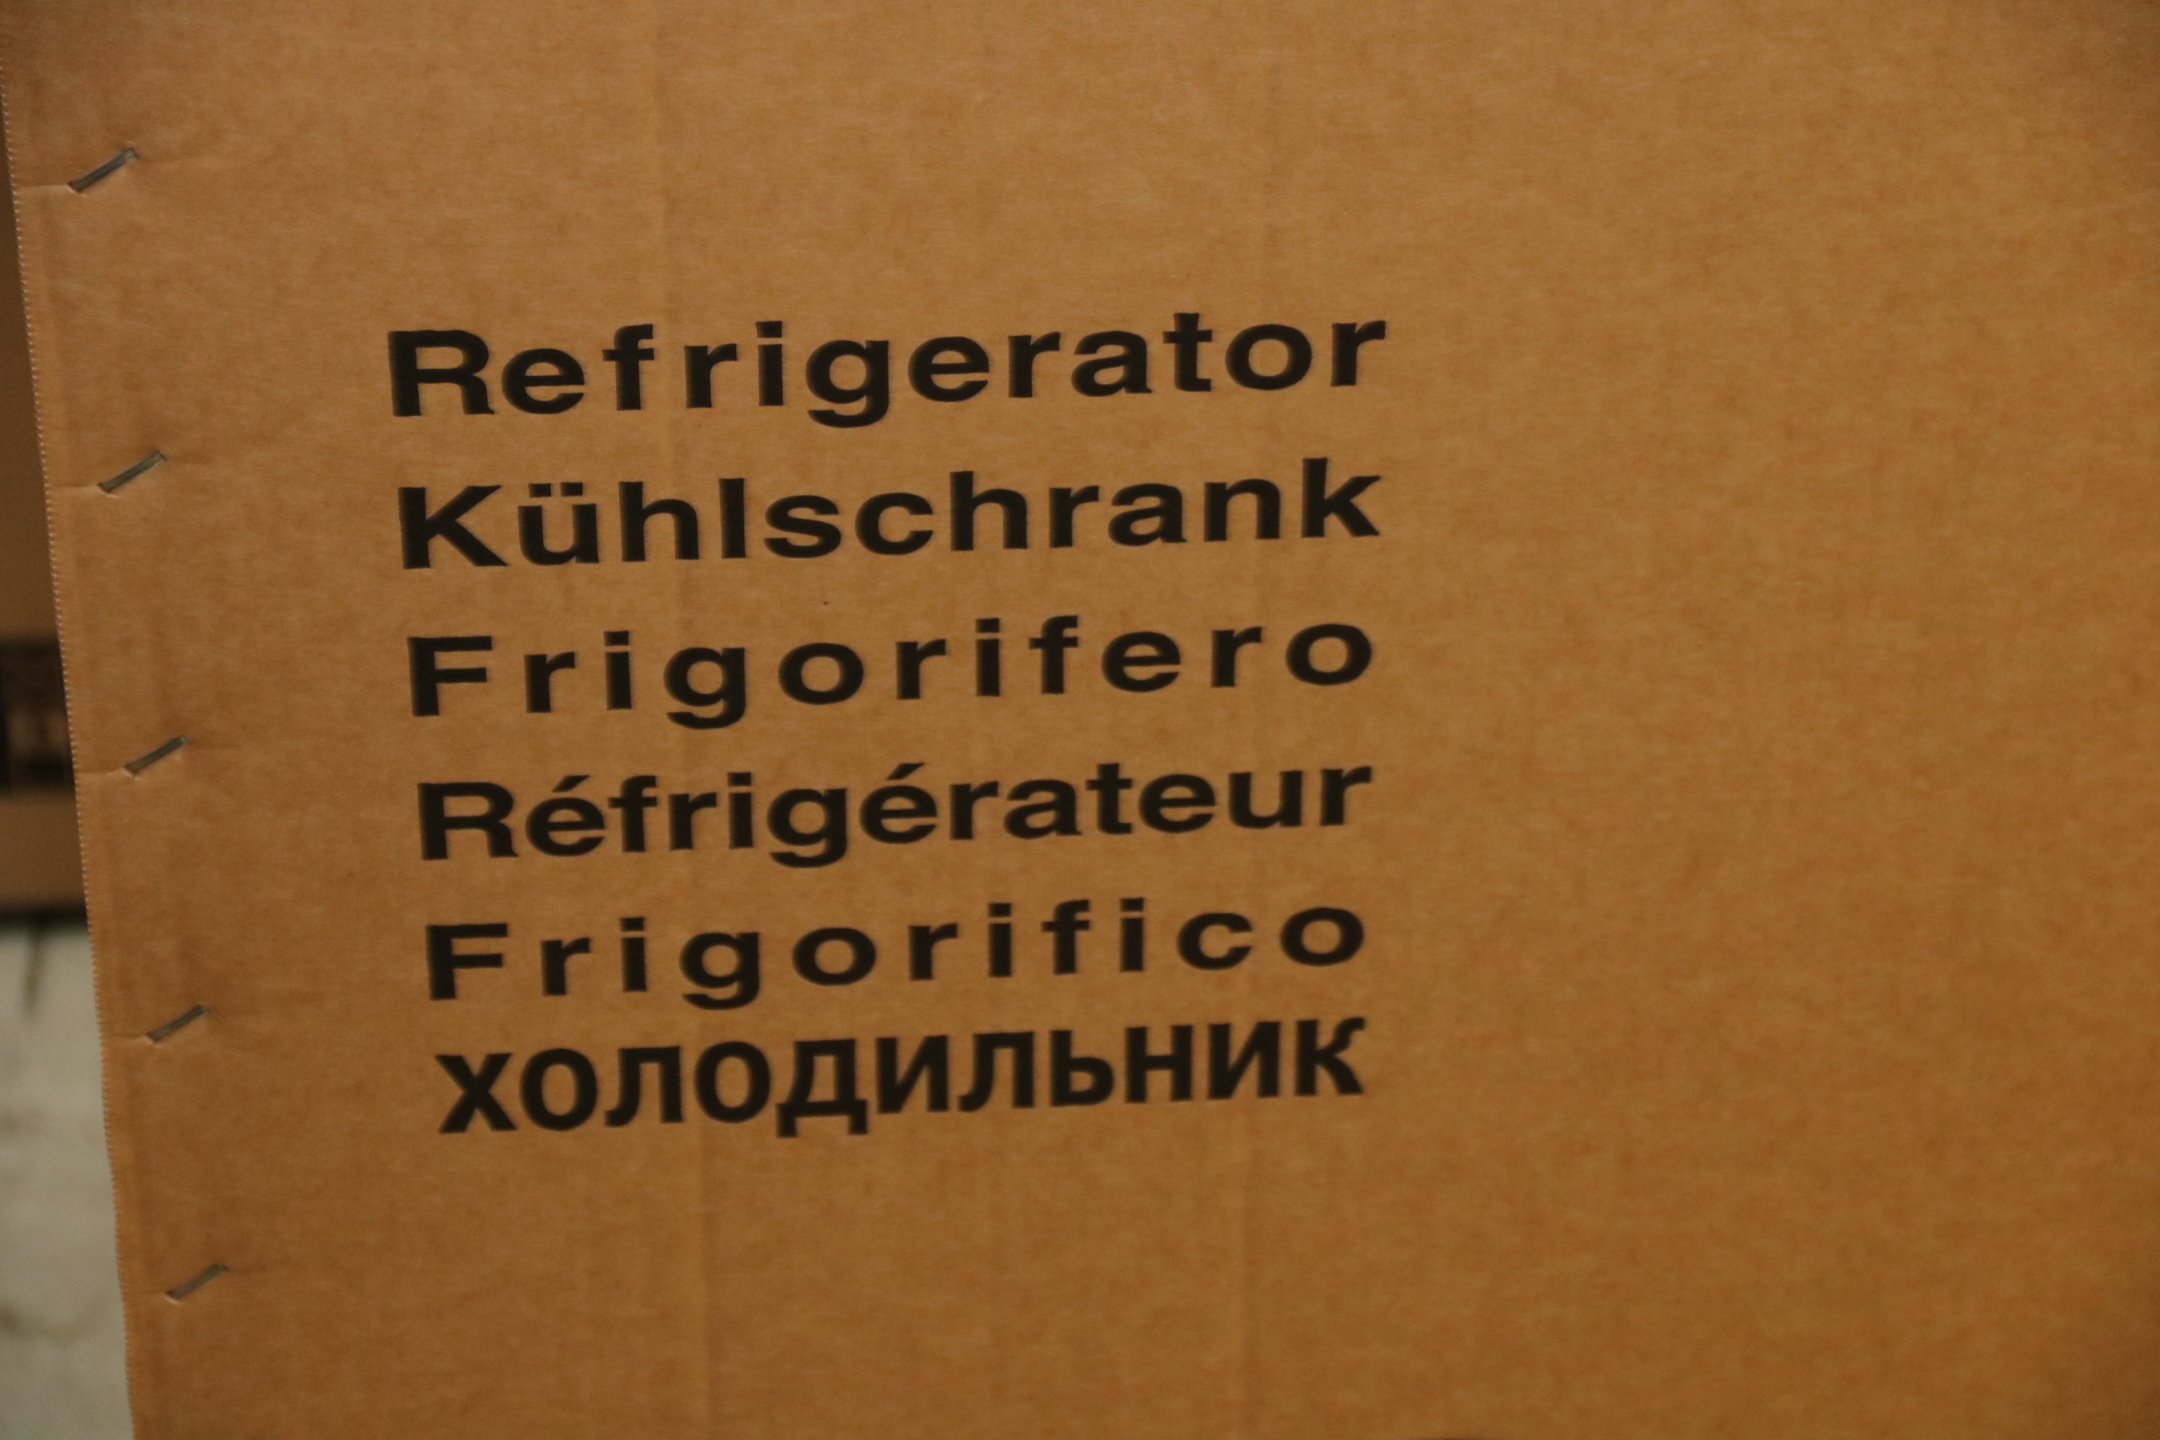 Refrigerator
Kühlschrank
Frigorifero
Réfrigérateur
Frigorifico
холодильник